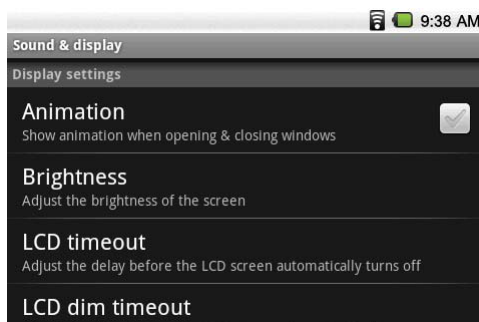 9:38 AM
Sound & display
Display settings
Animation
Show animation when opening & closing windows
Brightness
Adjust the brightness of the screen
LCD timeout
Adjust the delay before the LCD screen automatically turns off
LCD dim timeout